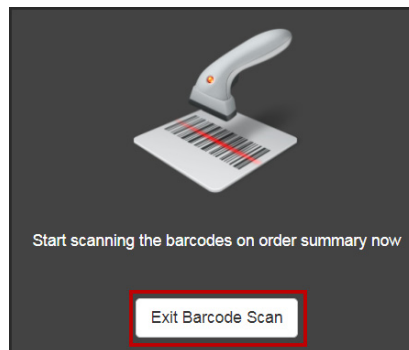 Start scanning the barcodes on order summary now
Exit Barcode Scan